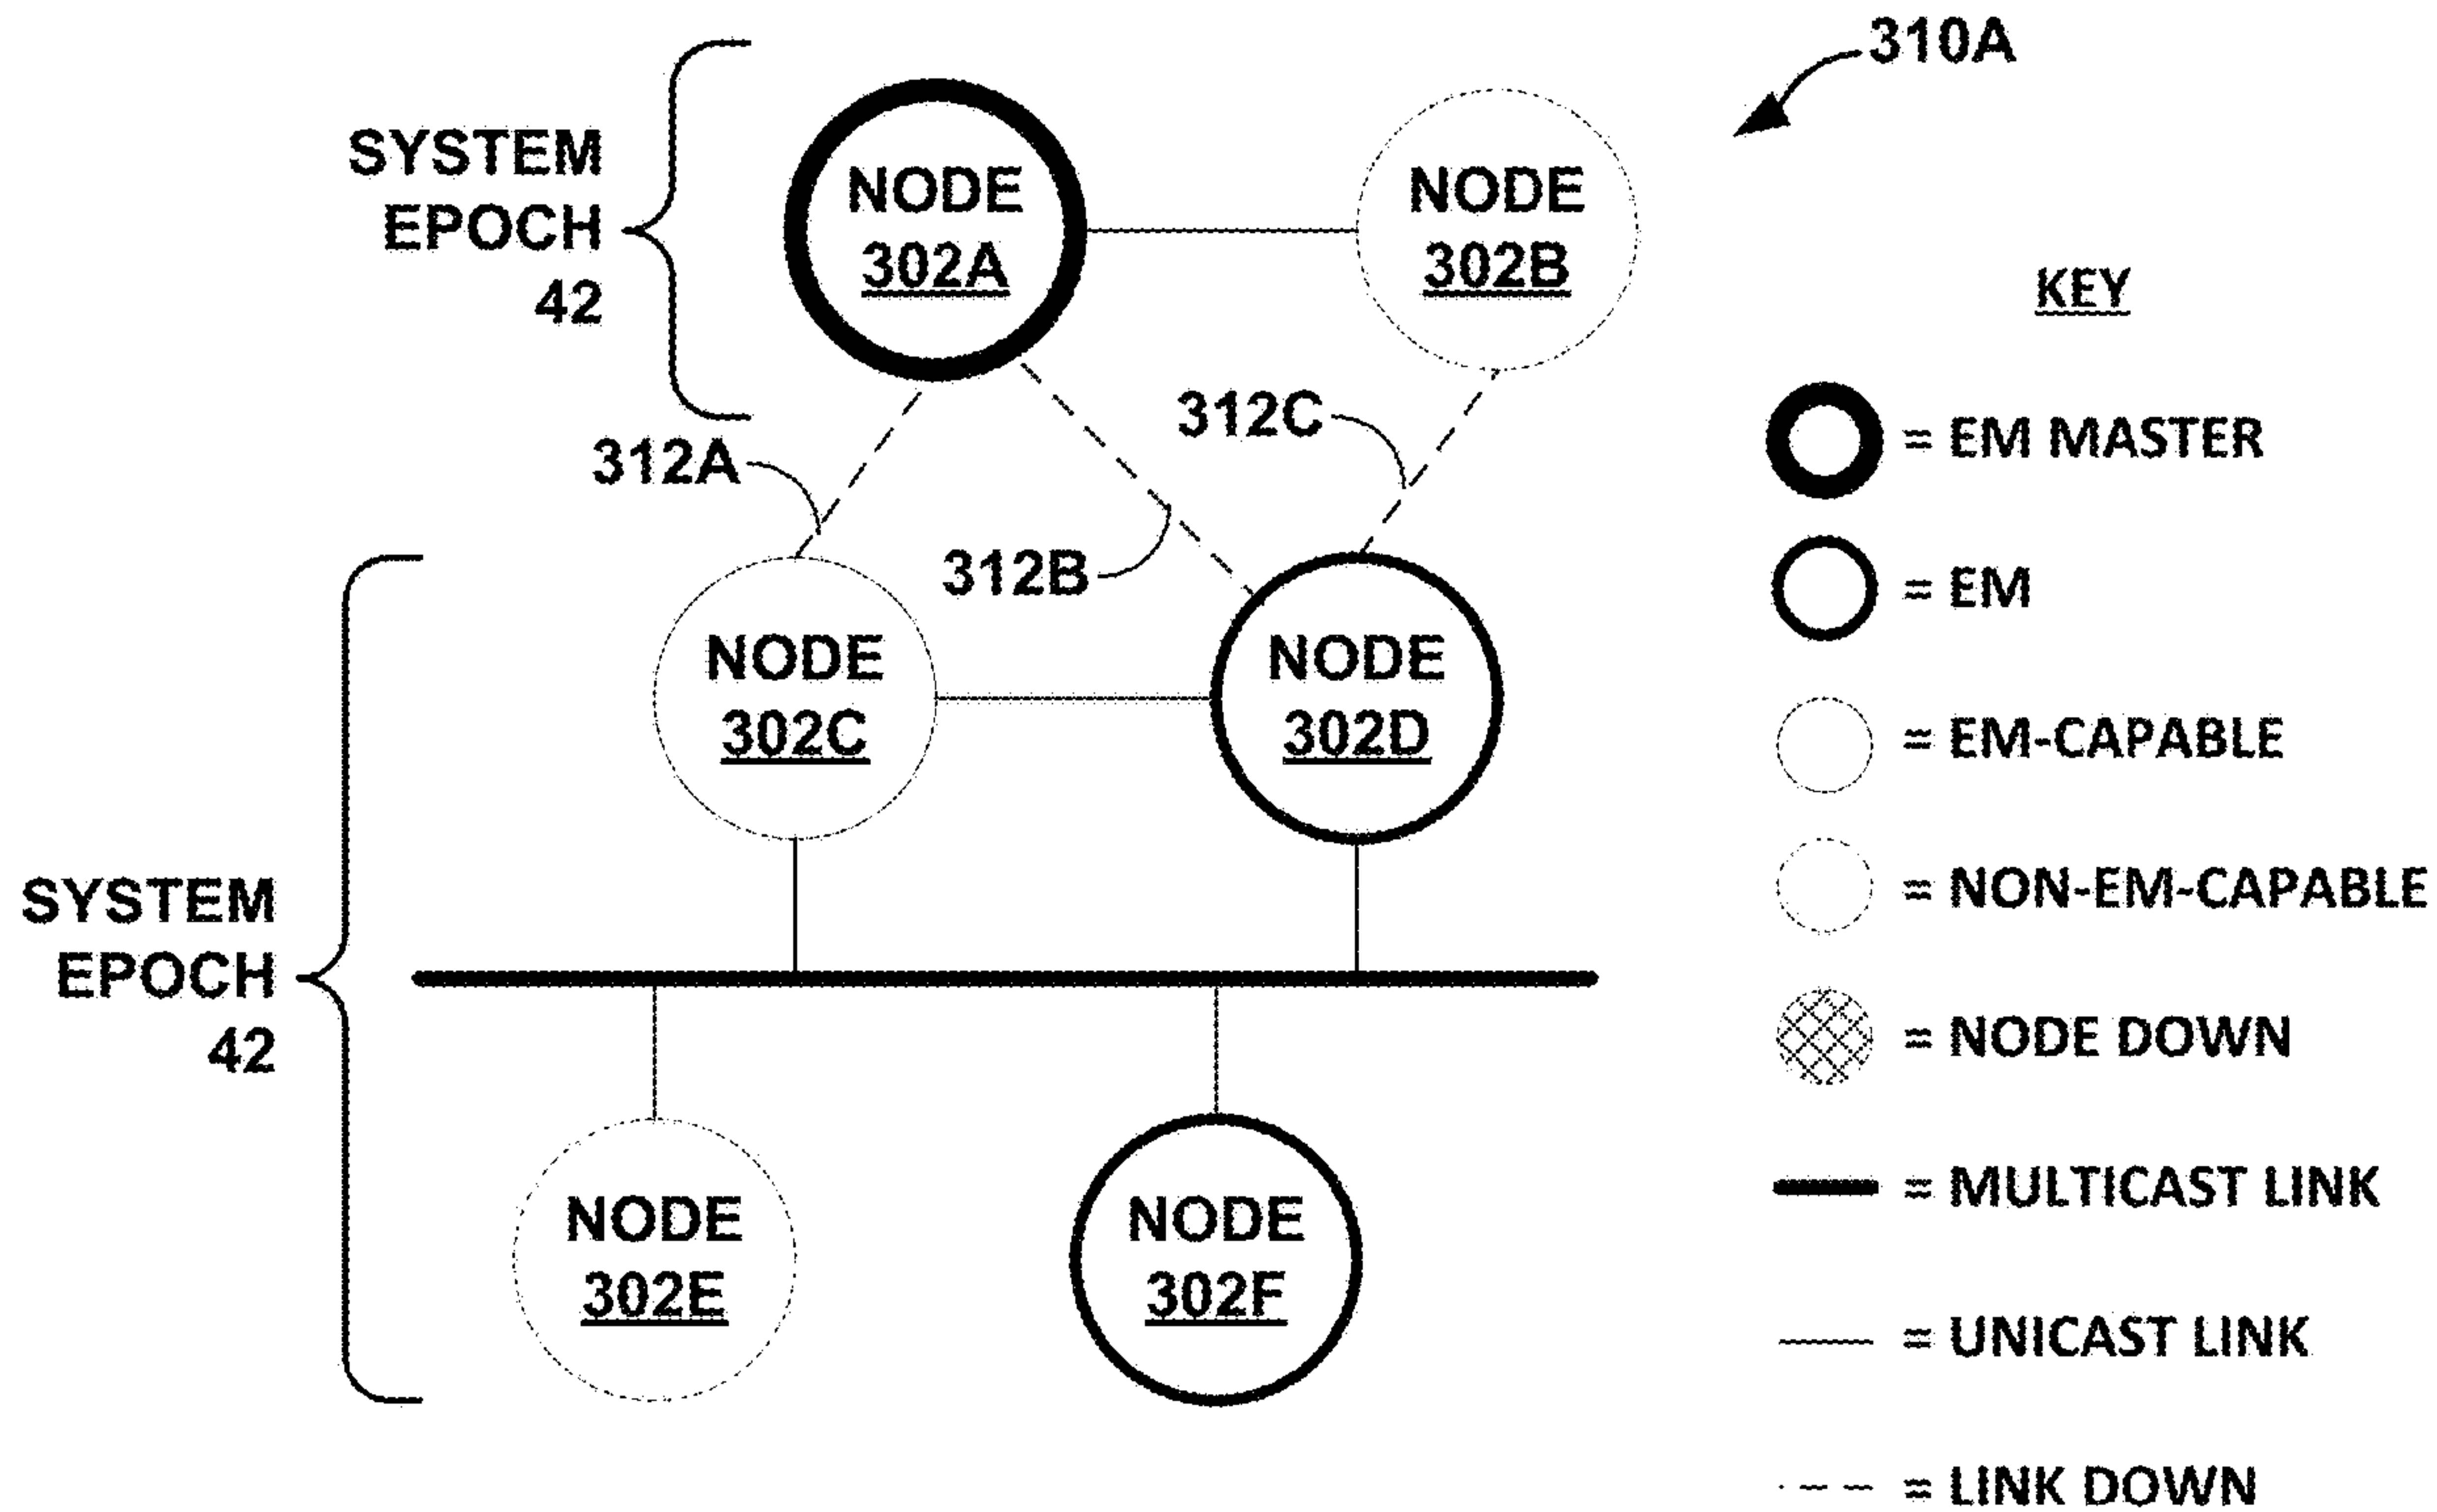 310A
SYSTEM
EPOCH
42
NODE
302A
NODE
302B
312A
312B
312C
NODE
302C
NODE
302D
SYSTEM
EPOCH
42
NODE
302E
NODE
302F
KEY
= EM MASTER
= EM
= EM-CAPABLE
= NON-EM-CAPABLE
= NODE DOWN
= MULTICAST LINK
= UNICAST LINK
= LINK DOWN